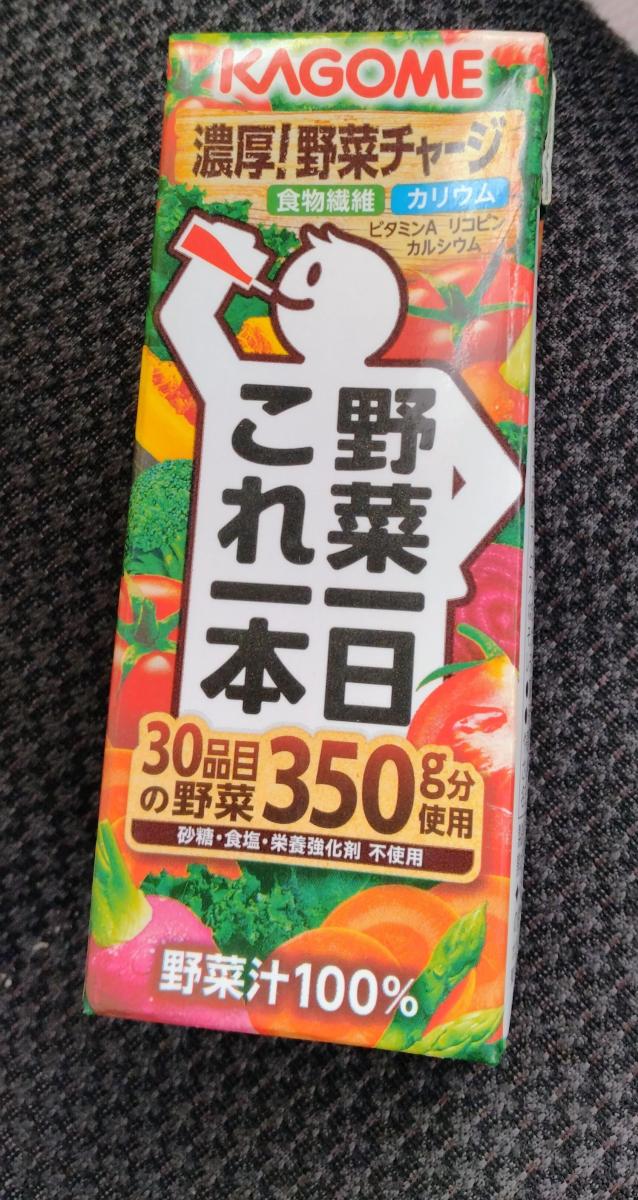 KAGOME
濃厚！野菜チャージ
食物繊維 カリウム
ビタミンA リコピン
カルシウム
野菜一日
これ一本
30品目
の野菜
350g分
使用
砂糖・食塩・栄養強化剤 不使用
野菜汁100%